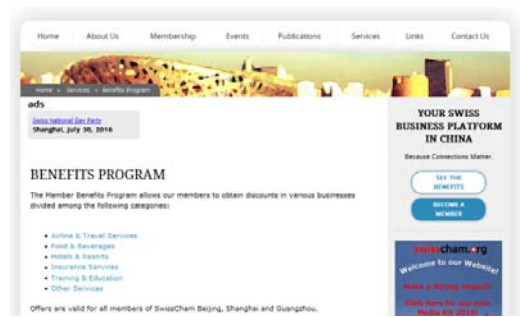 Home About Us Membership Events Publications Services Links Contact Us
Home » Services » Benefits Program
ads
Swiss National Day Party
Shanghai, July 30, 2016
BENEFITS PROGRAM
The Member Benefits Program allows our members to obtain discounts in various businesses
divided among the following categories:
Airline & Travel Services
Food & Beverages
Hotels & Resorts
Insurance Services
Training & Education
Other Services
Offers are valid for all members of SwissCham Beijing, Shanghai and Guangzhou.
YOUR SWISS
BUSINESS PLATFORM
IN CHINA
Because Connections Matter.
SEE THE
BENEFITS
BECOME A
MEMBER
swisscham.org
Welcome to our Website!
Make a Strong Impact!
Click here for our new
Media Kit 2016!